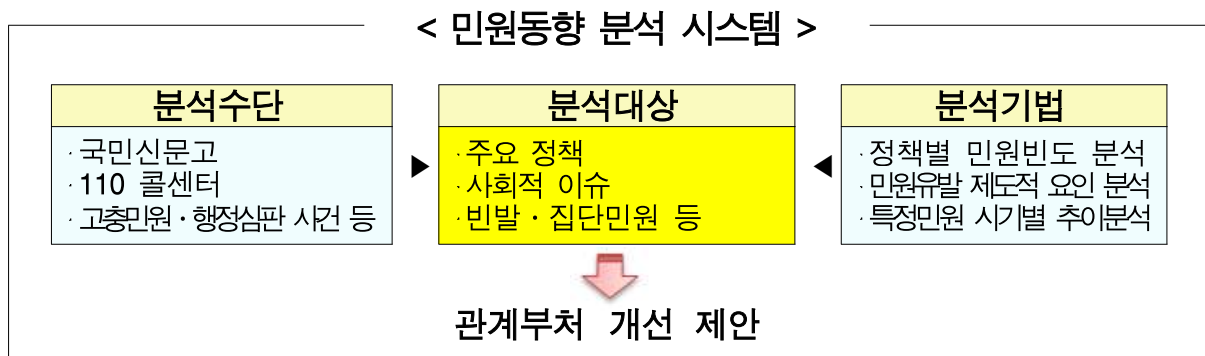 < 민원동향 분석 시스템 >
분석수단
· 국민신문고
· 110 콜센터
· 고충민원·행정심판 사건 등
▶
분석대상
· 주요 정책
· 사회적 이슈
· 빈발·집단민원 등
◀
분석기법
· 정책별 민원빈도 분석
· 민원유발 제도적 요인 분석
· 특정민원 시기별 추이분석
관계부처 개선 제안